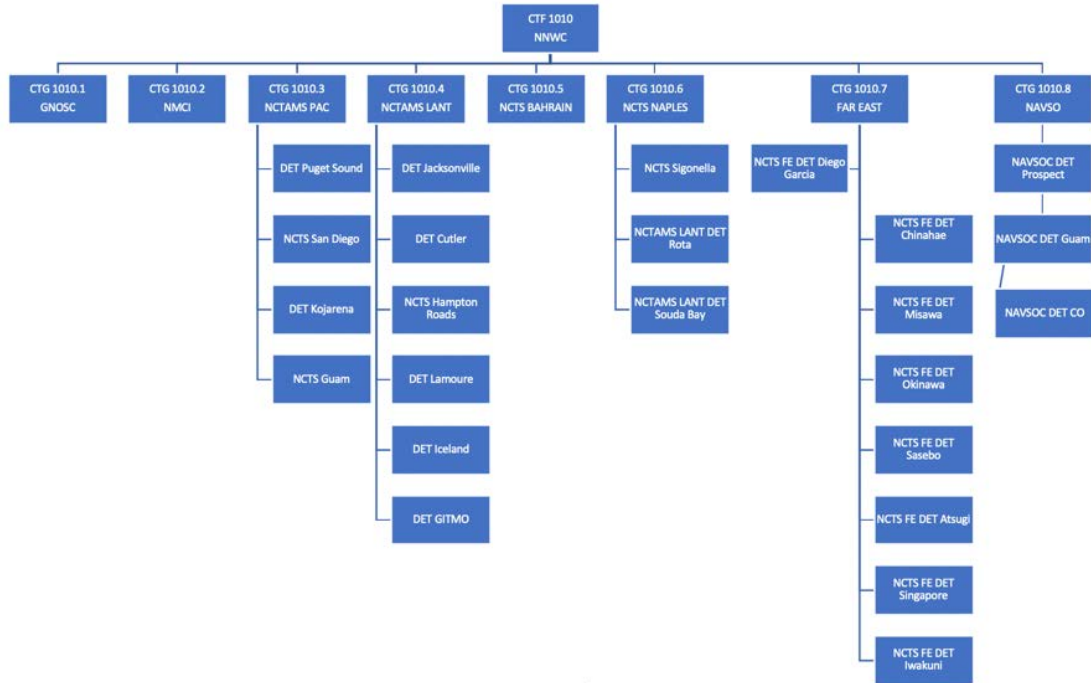 CTF 1010
NNWC
CTG 1010.1
GNOSC
CTG 1010.2
NMCI
CTG 1010.3
NCTAMS PAC
CTG 1010.4
NCTAMS LANT
CTG 1010.5
NCTS BAHRAIN
CTG 1010.6
NCTS NAPLES
CTG 1010.7
FAR EAST
CTG 1010.8
NAVSO
DET Puget Sound
NCTS San Diego
DET Kojarena
NCTS Guam
DET Jacksonville
DET Cutler
NCTS Hampton
Roads
DET Lamoure
DET Iceland
DET GITMO
NCTS Sigonella
NCTAMS LANT DET
Rota
NCTAMS LANT DET
Souda Bay
NCTS FE DET Diego
Garcia
NCTS FE DET
Chinahae
NCTS FE DET
Misawa
NCTS FE DET
Okinawa
NCTS FE DET
Sasebo
NCTS FE DET Atsugi
NCTS FE DET
Singapore
NCTS FE DET
Iwakuni
NAVSOC DET
Prospect
NAVSOC DET Guam
NAVSOC DET CO